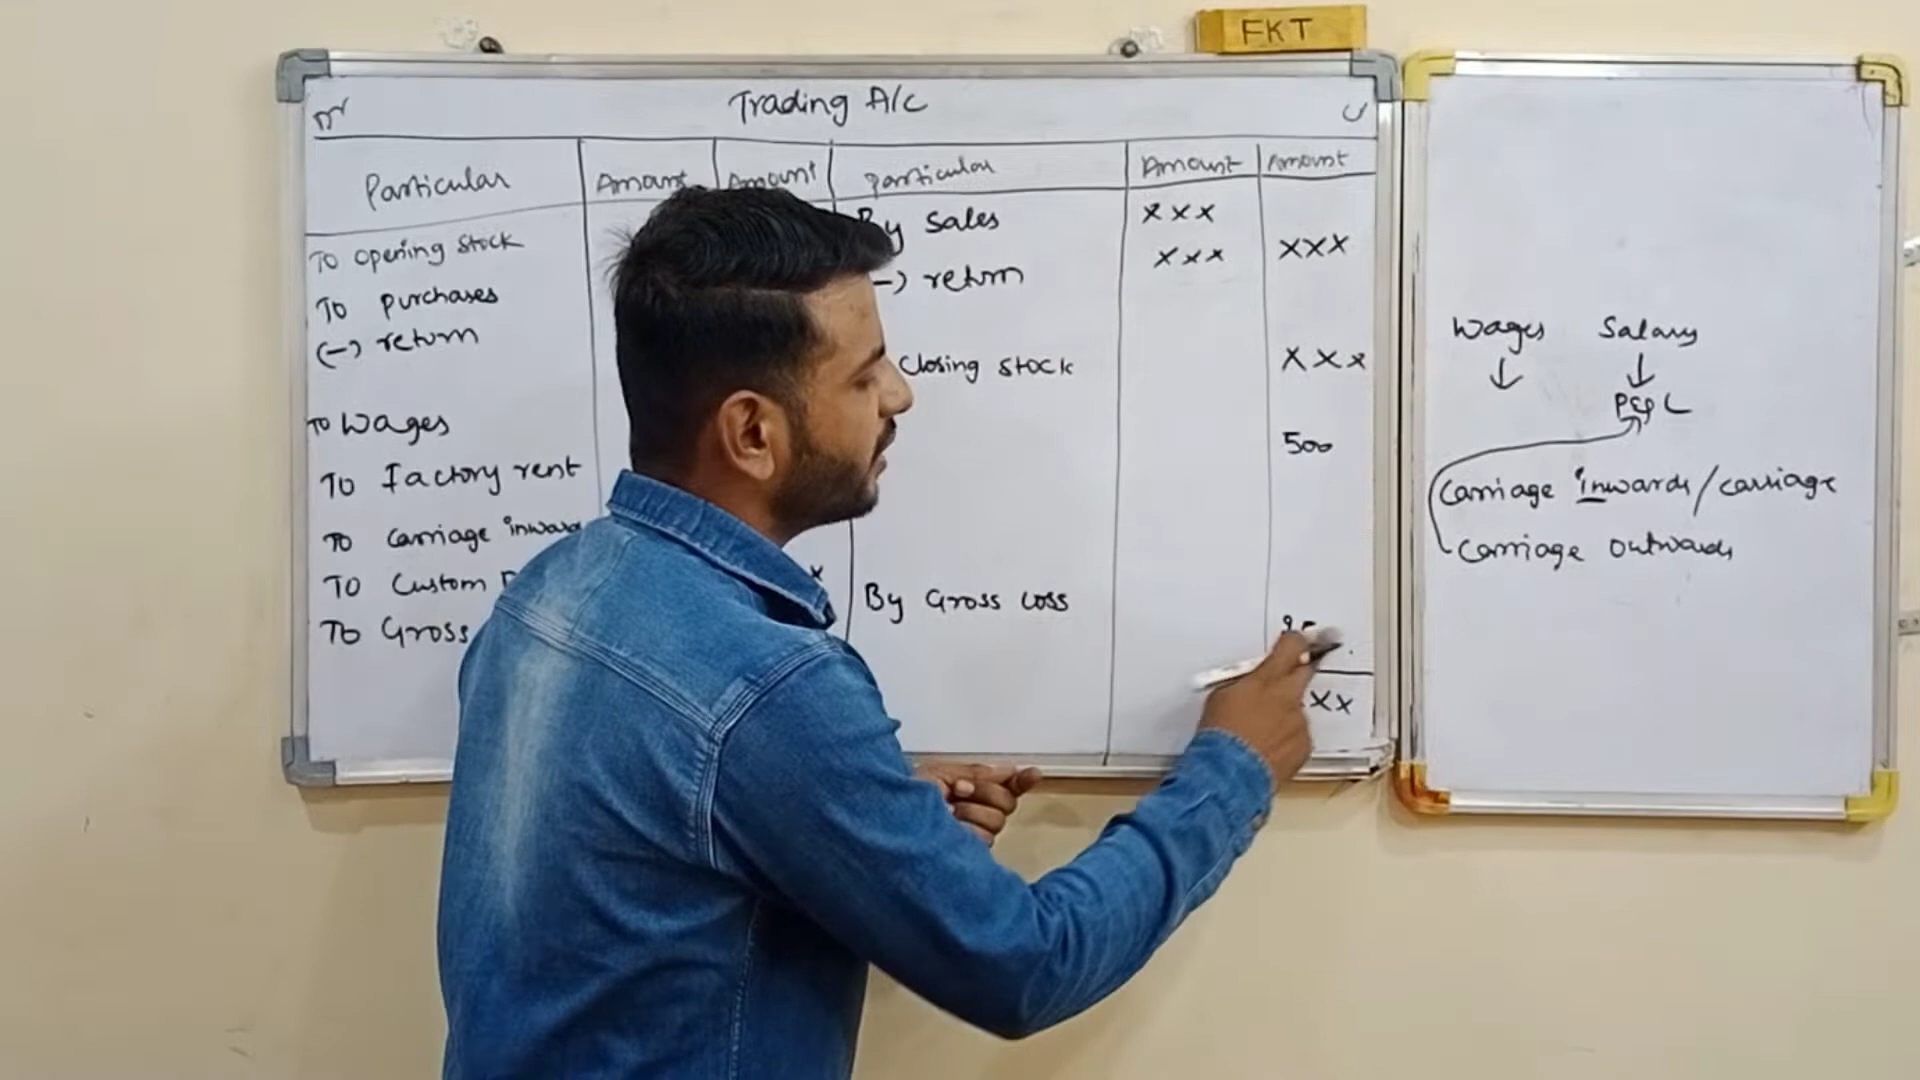 FKT
Trading A/c
Dr
Particular Amount Amount Particular Amount Amount
To Opening Stock
To Purchases
(-) return
To Wages
To Factory rent
To Carriage inward
To Custom
To Gross
By Sales xxx
(-) return xxx xxx
Closing Stock xxx
500
By Gross Loss
xx
Wages Salary
P&L
Carriage inwards/carriage
Carriage Outwards